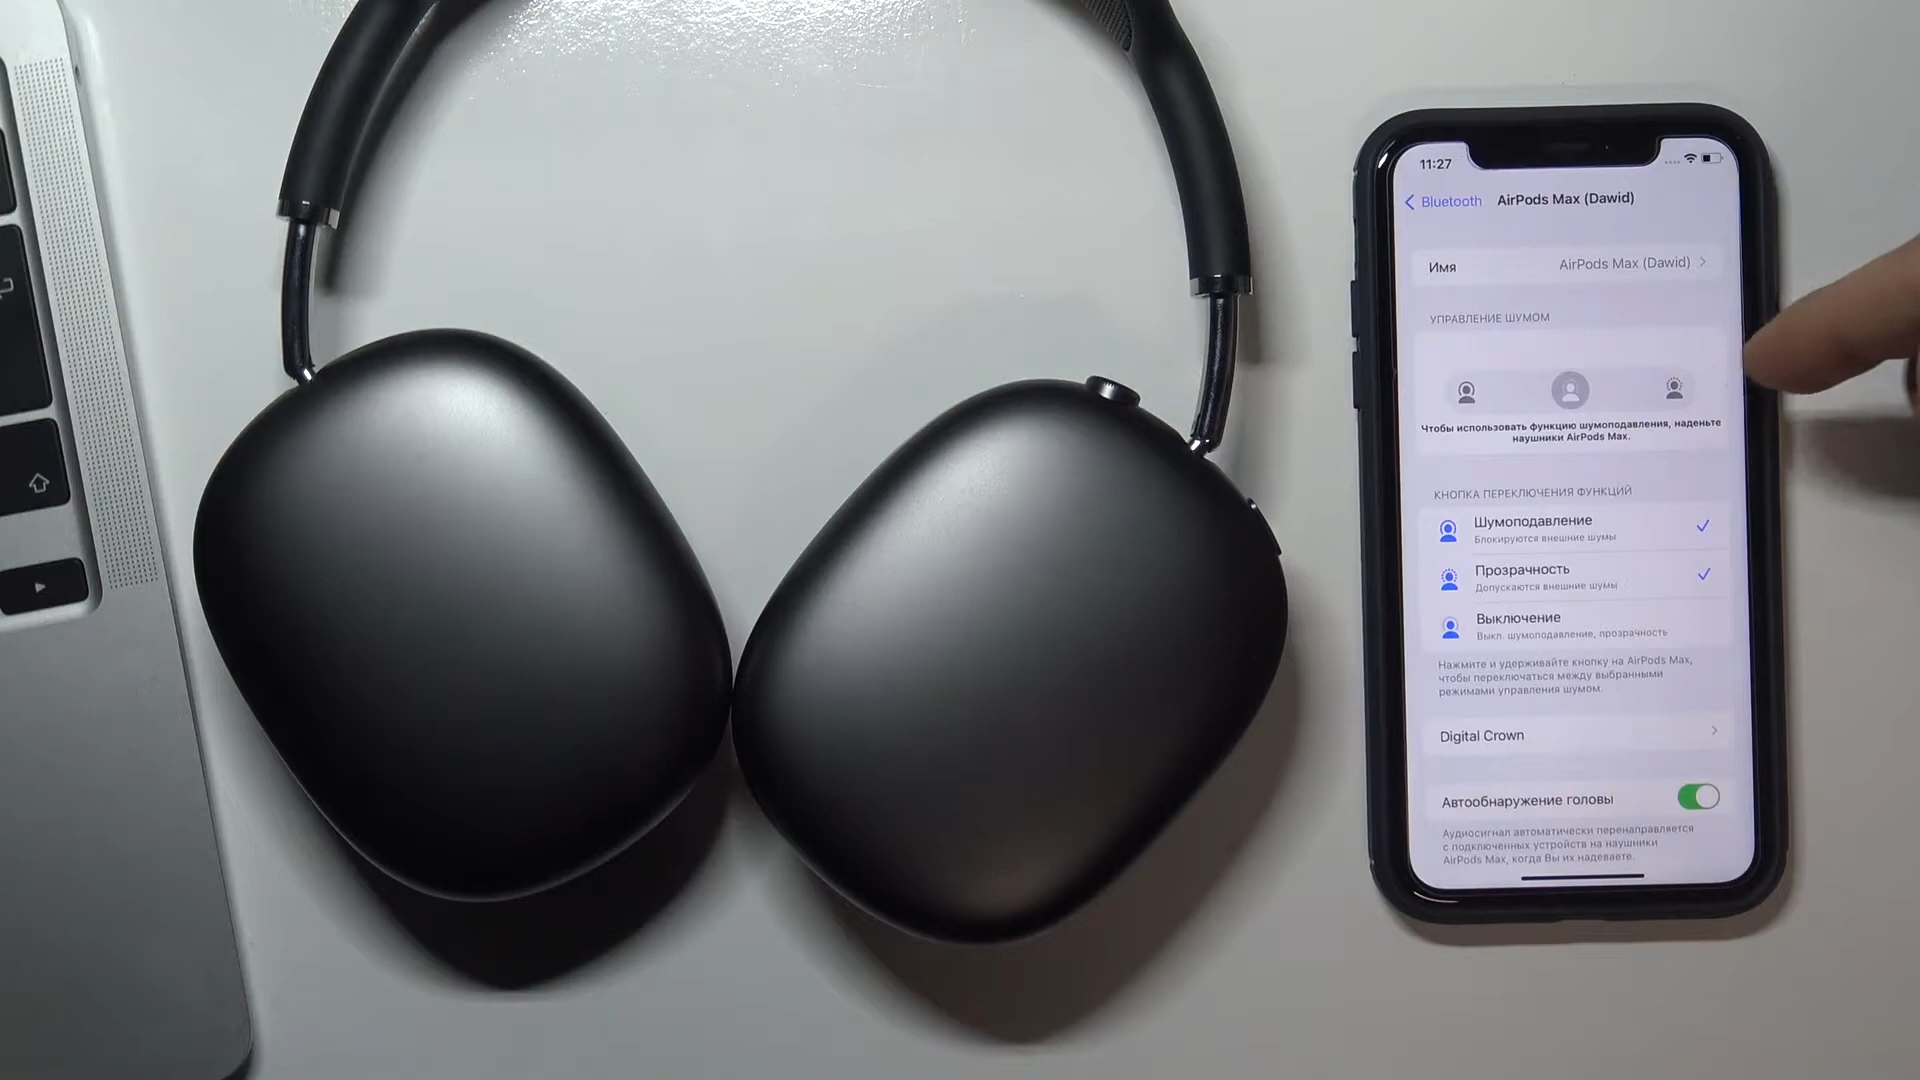 11:27
Bluetooth
AirPods Max (Dawid)
Имя
AirPods Max (Dawid)
УПРАВЛЕНИЕ ШУМОМ
Чтобы использовать функцию шумоподавления, наденьте
наушники AirPods Max.
КНОПКА ПЕРЕКЛЮЧЕНИЯ ФУНКЦИЙ
Шумоподавление
Блокируются внешние шумы
Прозрачность
Допускаются внешние шумы
Выключение
Выкл. шумоподавление, прозрачность
Нажмите и удерживайте кнопку на AirPods Max,
чтобы переключаться между выбранными
режимами управления шумом.
Digital Crown
Автообнаружение головы
Аудиосигнал автоматически перенаправляется
с подключенных устройств на наушники
AirPods Max, когда Вы их надеваете.